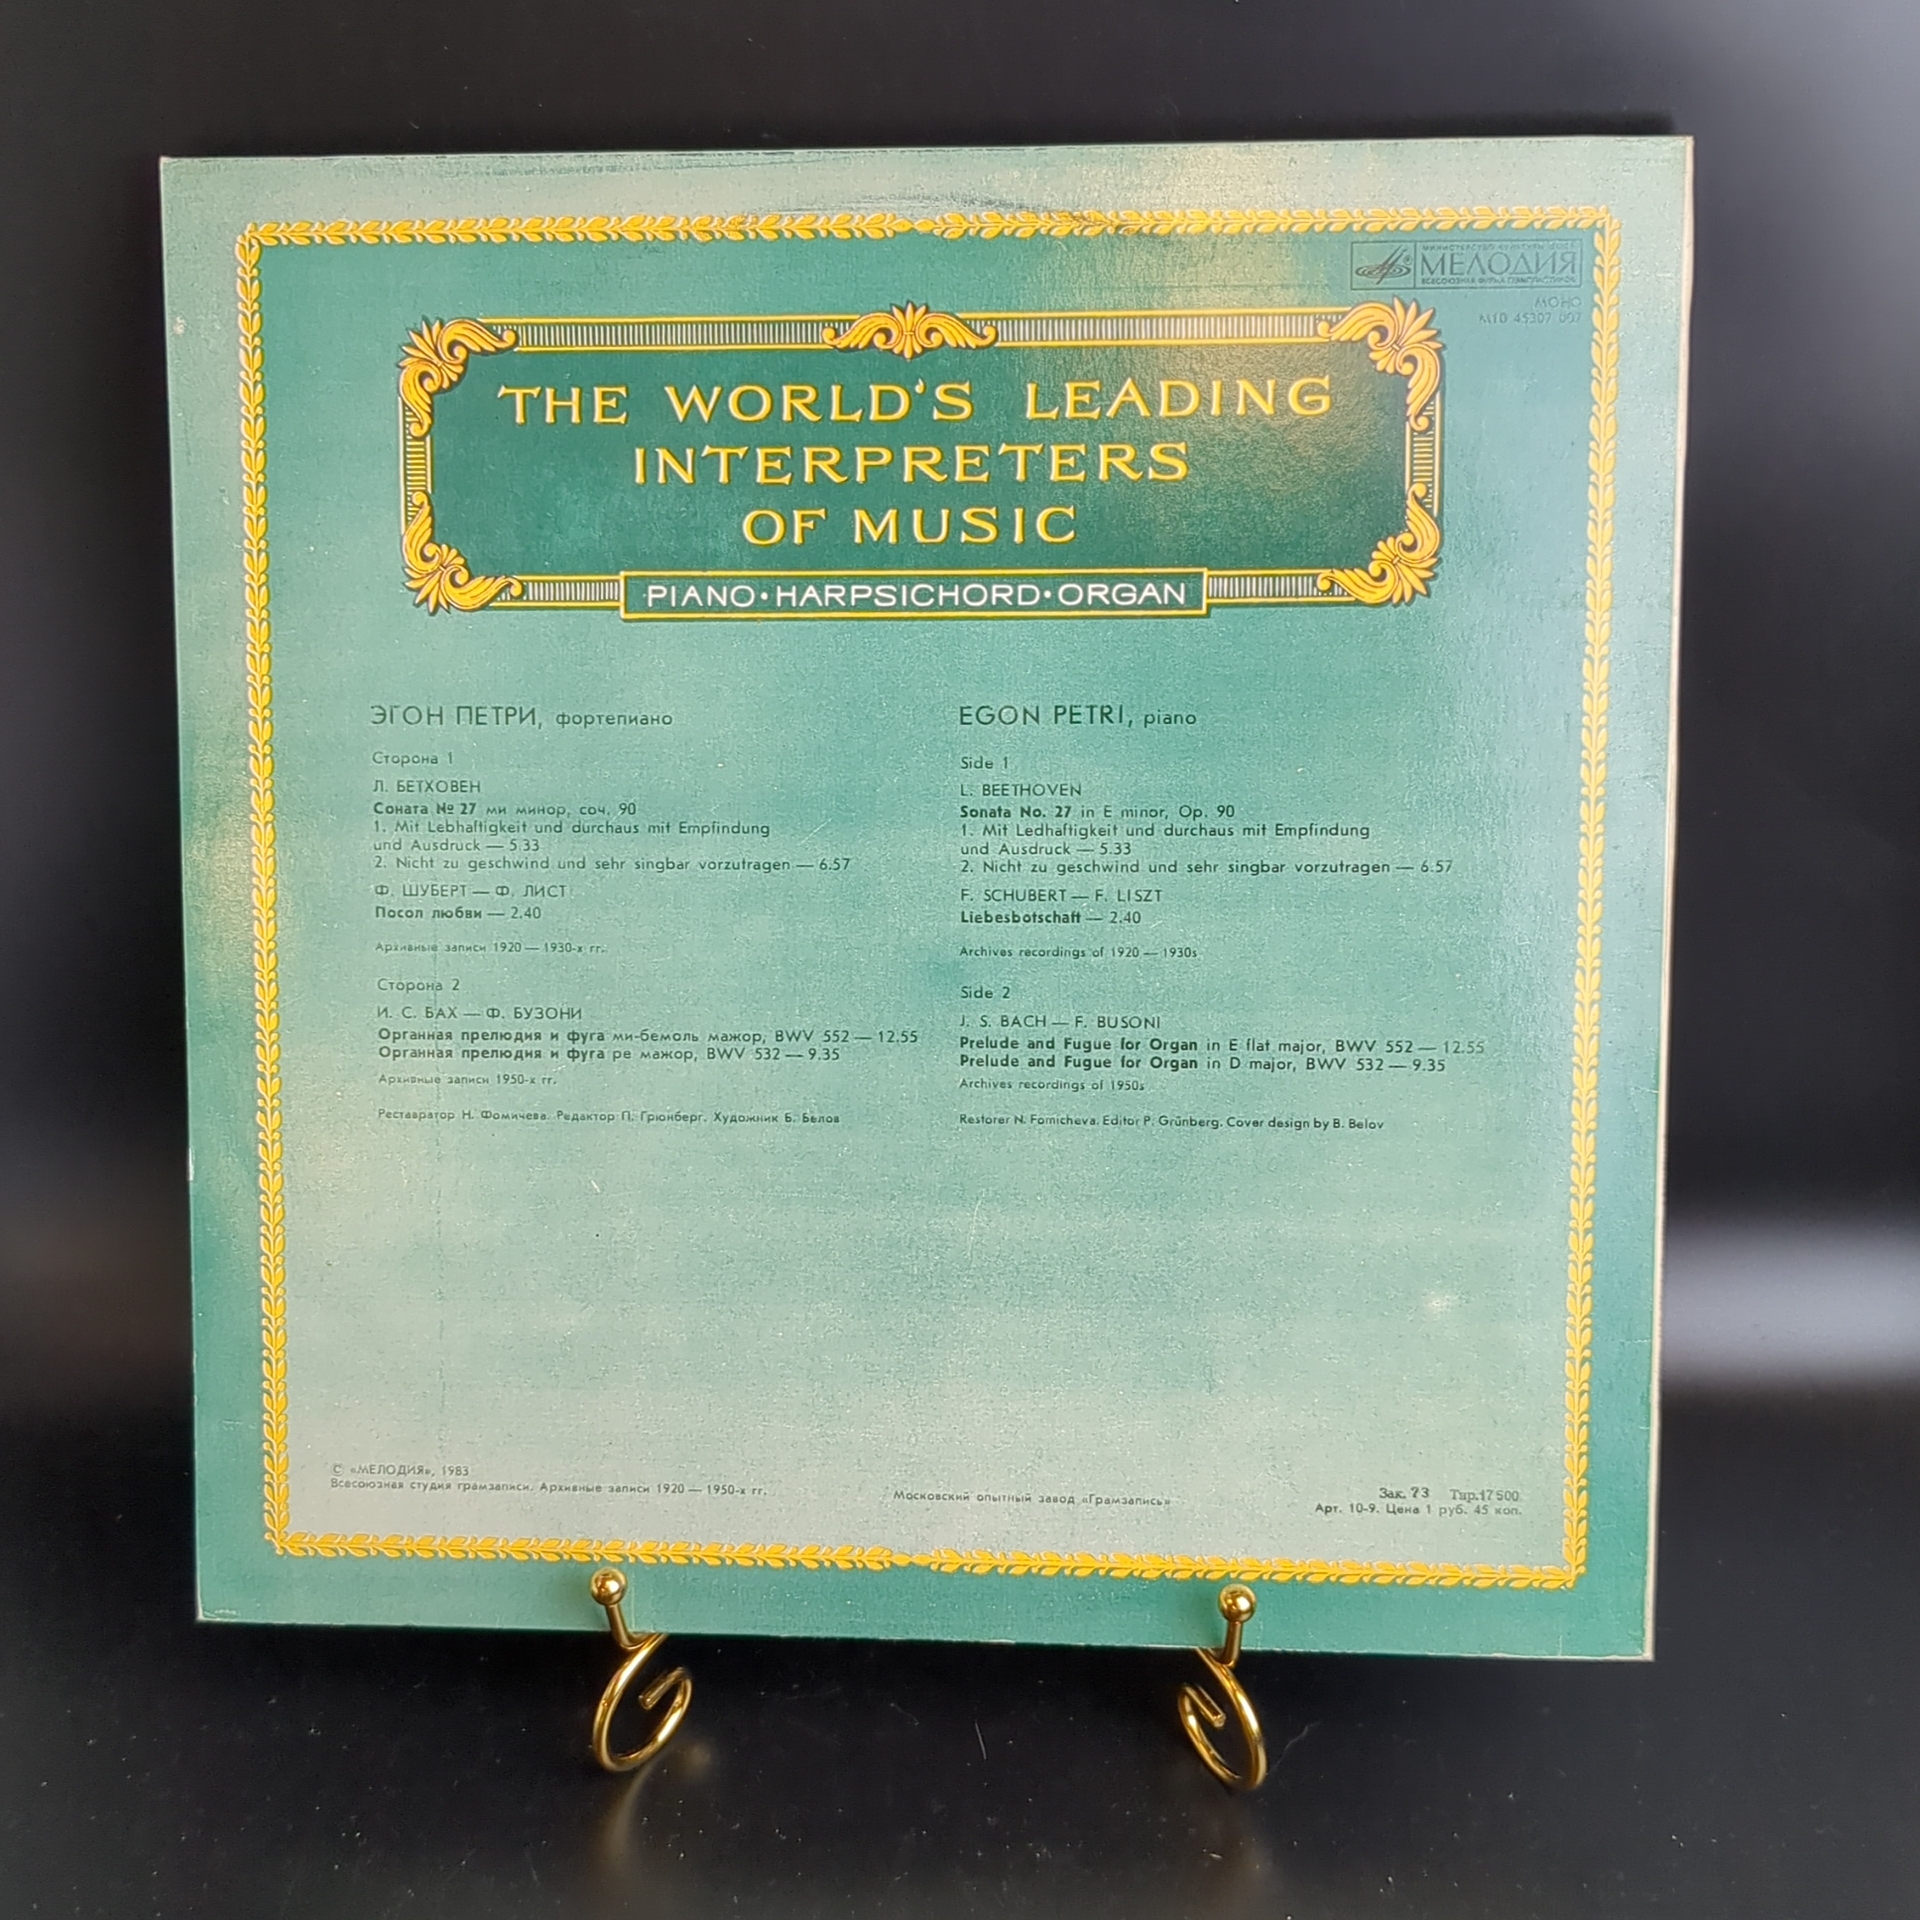 МИНИСТЕРСТВО КУЛЬТУРЫ СССР
МЕЛОДИЯ
ВСЕСОЮЗНАЯ ФИРМА ГРАМПЛАСТИНОК
МОНО
М10 45307 007
THE WORLD'S LEADING
INTERPRETERS
OF MUSIC
PIANO•HARPSICHORD•ORGAN
ЭГОН ПЕТРИ, фортепиано
Сторона 1
Л. БЕТХОВЕН
Соната № 27 ми минор, соч. 90
1. Mit Lebhaftigkeit und durchaus mit Empfindung
und Ausdruck — 5.33
2. Nicht zu geschwind und sehr singbar vorzutragen — 6.57
Ф. ШУБЕРТ — Ф. ЛИСТ
Посол любви — 2.40
Архивные записи 1920 — 1930-х гг.
Сторона 2
И. С. БАХ — Ф. БУЗОНИ
Органная прелюдия и фуга ми-бемоль мажор, BWV 552 — 12.55
Органная прелюдия и фуга ре мажор, BWV 532 — 9.35
Архивные записи 1950-х гг.
Реставратор Н. Фомичева. Редактор П. Грюнберг. Художник Б. Белов
EGON PETRI, piano
Side 1
L. BEETHOVEN
Sonata No. 27 in E minor, Op. 90
1. Mit Ledhaftigkeit und durchaus mit Empfindung
und Ausdruck — 5.33
2. Nicht zu geschwind und sehr singbar vorzutragen — 6.57
F. SCHUBERT — F. LISZT
Liebesbotschaft — 2.40
Archives recordings of 1920 — 1930s
Side 2
J. S. BACH — F. BUSONI
Prelude and Fugue for Organ in E flat major, BWV 552 — 12.55
Prelude and Fugue for Organ in D major, BWV 532 — 9.35
Archives recordings of 1950s
Restorer N. Fomicheva. Editor P. Grünberg. Cover design by B. Belov
© «МЕЛОДИЯ», 1983
Всесоюзная студия грамзаписи. Архивные записи 1920 — 1950-х гг.
Московский опытный завод «Грамзапись»
Зак. 73 Тир.17500
Арт. 10-9. Цена 1 руб. 45 коп.